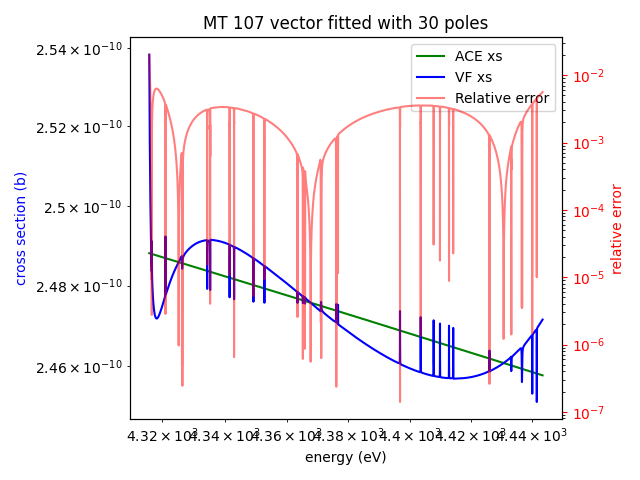 MT 107 vector fitted with 30 poles
ACE xs
VF xs
Relative error
2.54 × 10⁻¹⁰
2.52 × 10⁻¹⁰
2.5 × 10⁻¹⁰
2.48 × 10⁻¹⁰
2.46 × 10⁻¹⁰
cross section (b)
10⁻²
10⁻³
10⁻⁴
10⁻⁵
10⁻⁶
10⁻⁷
relative error
4.32 × 10³ 4.34 × 10³ 4.36 × 10³ 4.38 × 10³ 4.4 × 10³ 4.42 × 10³ 4.44 × 10³
energy (eV)